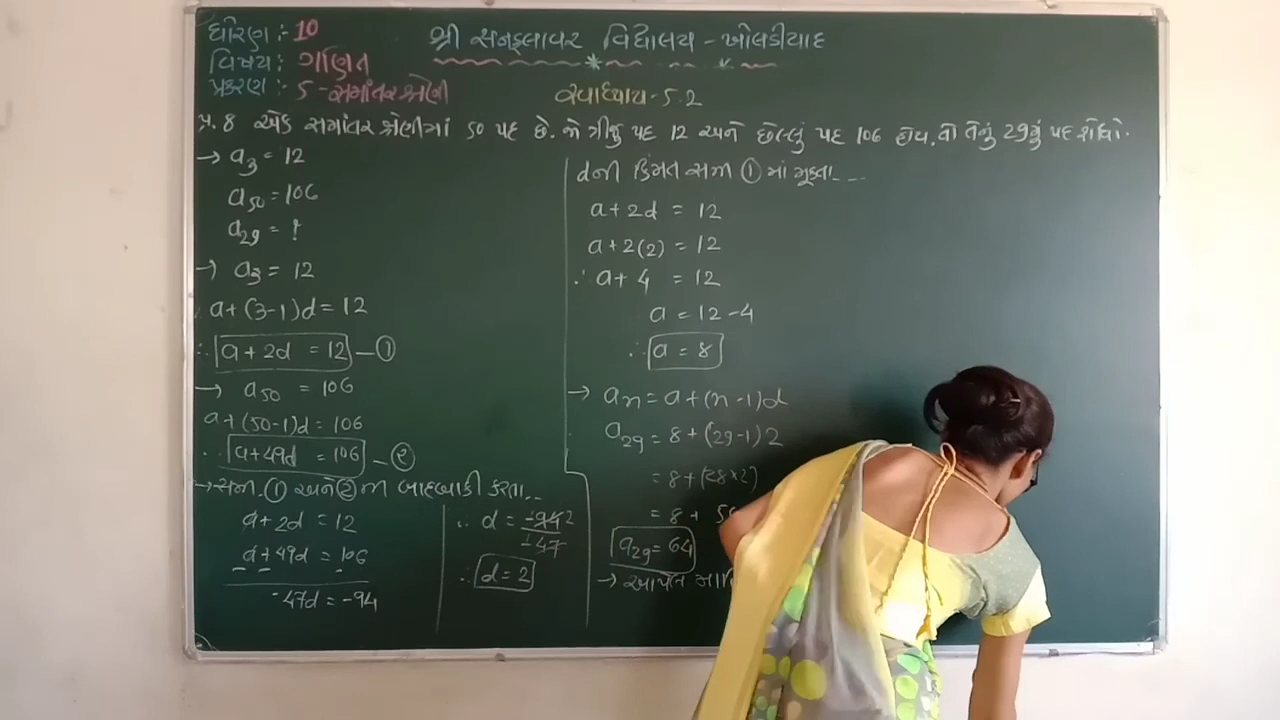 ધોરણ :- 10
શ્રી સનફ્લાવર વિદ્યાલય - ખોલડીયાદ
વિષય :- ગણિત
પ્રકરણ :- 5 - સમાંતર શ્રેણી
સ્વાધ્યાય - 5.2
પ્ર. 8 એક સમાંતર શ્રેણીમાં 50 પદ છે. જો ત્રીજુ પદ 12 અને છેલ્લું પદ 106 હોય, તો તેનું 29મું પદ શોધો.
→ a₃ = 12
a₅₀ = 106
a₂₉ = ?
→ a₃ = 12
a + (3-1)d = 12
∴ a + 2d = 12 — ①
→ a₅₀ = 106
a + (50-1)d = 106
∴ a + 49d = 106 — ②
→ સમી. ① અને ② ની બાદબાકી કરતા...
a + 2d = 12
a + 49d = 106
- - -
-47d = -94
∴ d = -94 2
-47
∴ d = 2
dની કિંમત સમી ① માં મૂકતા...
a + 2d = 12
a + 2(2) = 12
∴ a + 4 = 12
a = 12 - 4
∴ a = 8
→ aₙ = a + (n-1)d
a₂₉ = 8 + (29-1)2
= 8 + (28×2)
= 8 +
a₂₉ = 64
→ આપેલ